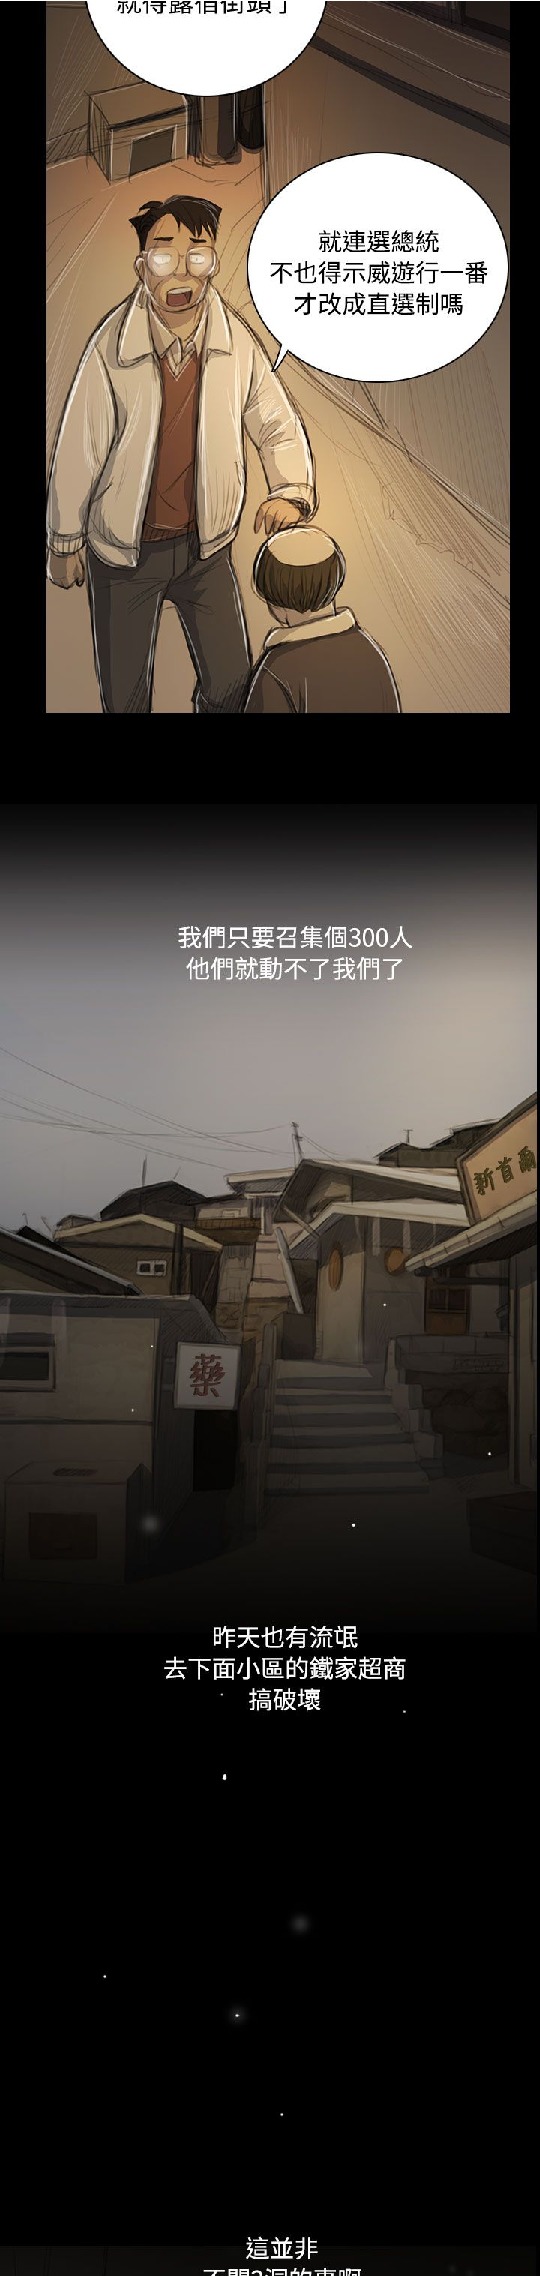 就得露宿街頭了
就連選總統
不也得示威遊行一番
才改成直選制嗎
我們只要召集個300人
他們就動不了我們了
新首爾
藥
昨天也有流氓
去下面小區的鐵家超商
搞破壞
這並非